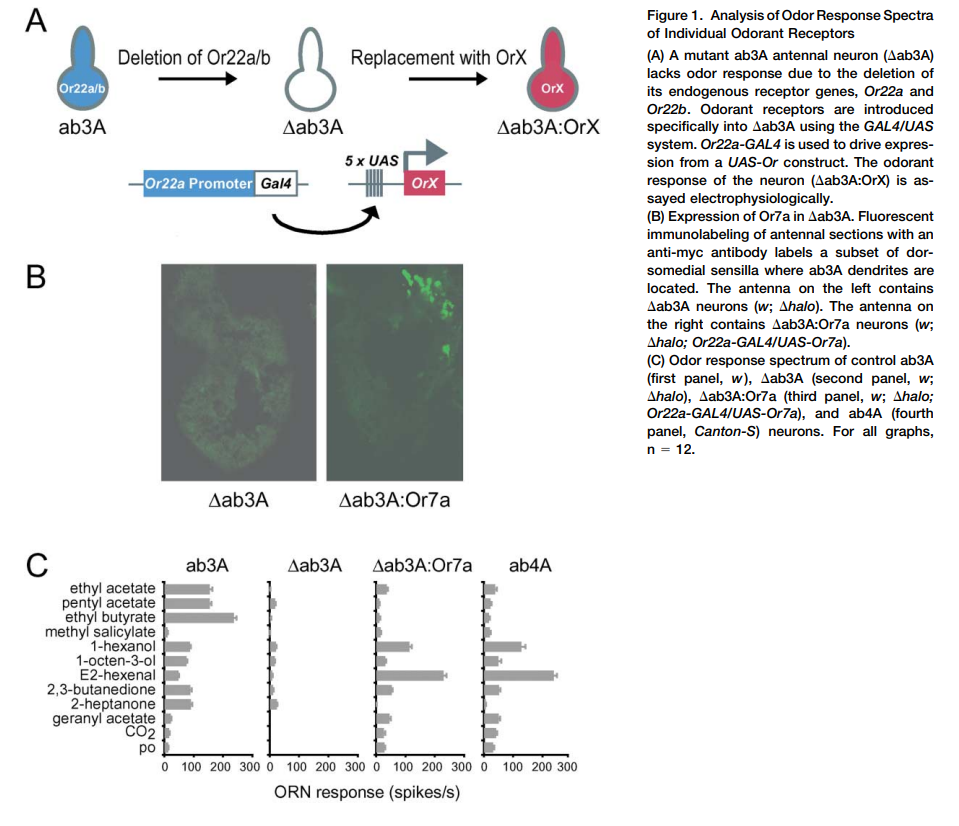 A
Deletion of Or22a/b
Replacement with OrX
Or22a/b
OrX
ab3A
Δab3A
Δab3A:OrX
5 x UAS
Or22a Promoter Gal4
OrX
B
Δab3A
Δab3A:Or7a
C
ab3A
Δab3A
Δab3A:Or7a
ab4A
ethyl acetate
pentyl acetate
ethyl butyrate
methyl salicylate
1-hexanol
1-octen-3-ol
E2-hexenal
2,3-butanedione
2-heptanone
geranyl acetate
CO2
po
0 100 200 300
0 100 200 300
0 100 200 300
0 100 200 300
ORN response (spikes/s)
Figure 1. Analysis of Odor Response Spectra
of Individual Odorant Receptors
(A) A mutant ab3A antennal neuron (Δab3A)
lacks odor response due to the deletion of
its endogenous receptor genes, Or22a and
Or22b. Odorant receptors are introduced
specifically into Δab3A using the GAL4/UAS
system. Or22a-GAL4 is used to drive expres-
sion from a UAS-Or construct. The odorant
response of the neuron (Δab3A:OrX) is as-
sayed electrophysiologically.
(B) Expression of Or7a in Δab3A. Fluorescent
immunolabeling of antennal sections with an
anti-myc antibody labels a subset of dor-
somedial sensilla where ab3A dendrites are
located. The antenna on the left contains
Δab3A neurons (w; Δhalo). The antenna on
the right contains Δab3A:Or7a neurons (w;
Δhalo; Or22a-GAL4/UAS-Or7a).
(C) Odor response spectrum of control ab3A
(first panel, w), Δab3A (second panel, w;
Δhalo), Δab3A:Or7a (third panel, w; Δhalo;
Or22a-GAL4/UAS-Or7a), and ab4A (fourth
panel, Canton-S) neurons. For all graphs,
n = 12.